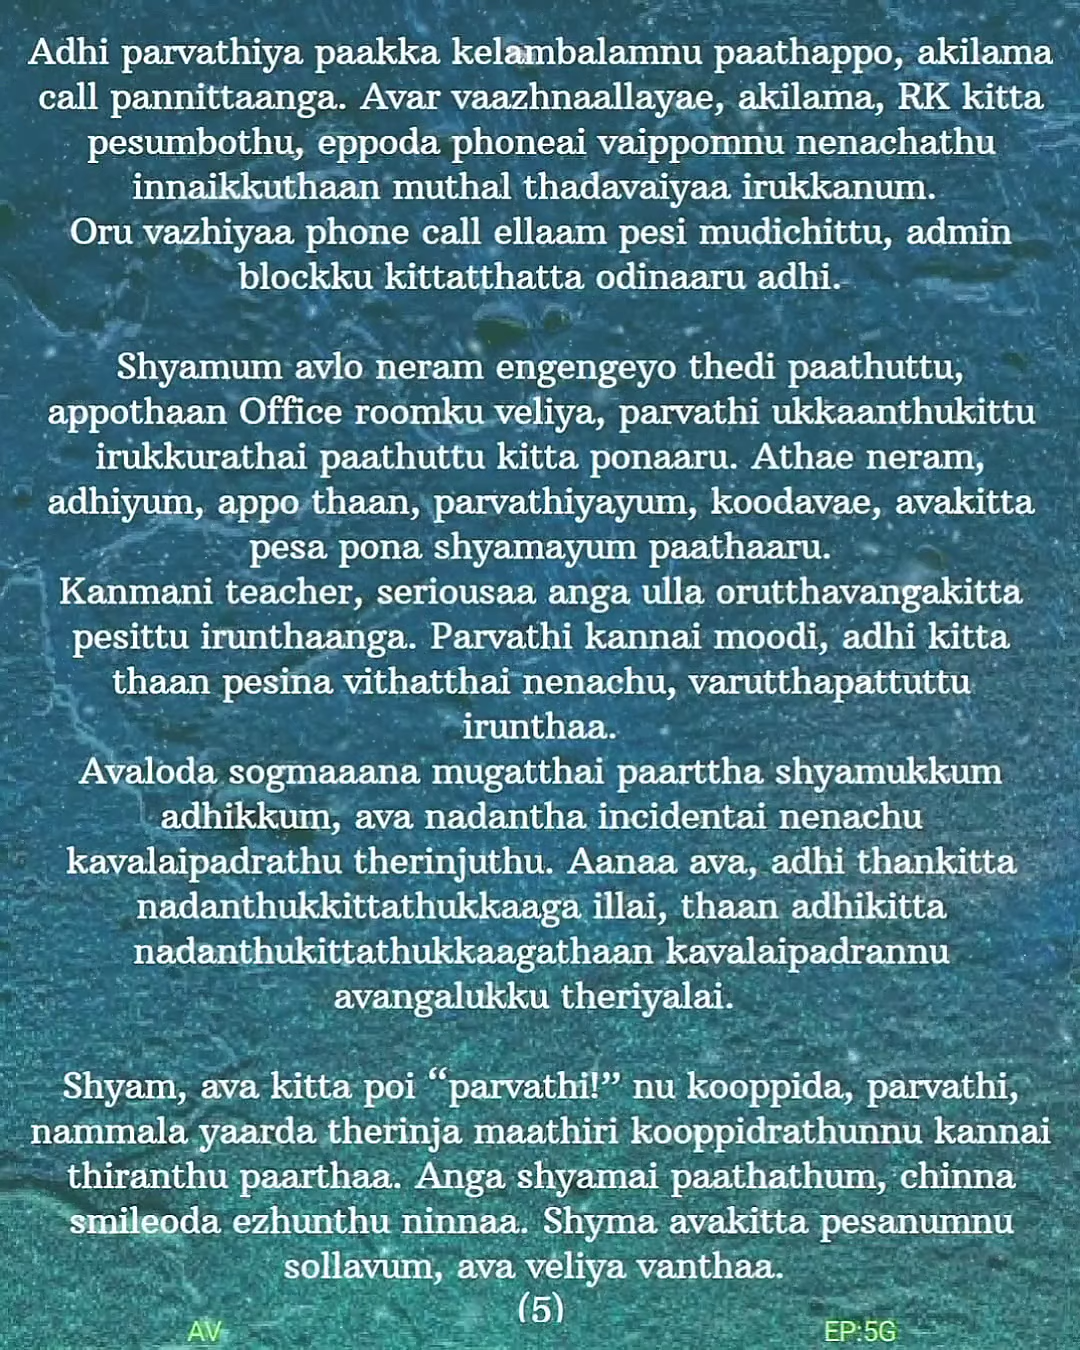 Adhi parvathiya paakka kelambalamnu paathappo, akilama
call pannittaanga. Avar vaazhnaallayae, akilama, RK kitta
pesumbothu, eppoda phoneai vaippomnu nenachathu
innaikkuthaan muthal thadavaiyaa irukkanum.
Oru vazhiyaa phone call ellaam pesi mudichittu, admin
blockku kittatthatta odinaaru adhi.
Shyamum avlo neram engengeyo thedi paathuttu,
appothaan Office roomku veliya, parvathi ukkaanthukittu
irukkurathai paathuttu kitta ponaaru. Athae neram,
adhiyum, appo thaan, parvathiyayum, koodavae, avakitta
pesa pona shyamayum paathaaru.
Kanmani teacher, seriousaa anga ulla orutthavangakitta
pesittu irunthaanga. Parvathi kannai moodi, adhi kitta
thaan pesina vithatthai nenachu, varutthapattuttu
irunthaa.
Avaloda sogmaaana mugatthai paarttha shyamukkum
adhikkum, ava nadantha incidentai nenachu
kavalaipadrathu therinjuthu. Aanaa ava, adhi thankitta
nadanthukkittathukkaaga illai, thaan adhikitta
nadanthukittathukkaagathaan kavalaipadrannu
avangalukku theriyalai.
Shyam, ava kitta poi “parvathi!” nu kooppida, parvathi,
nammala yaarda therinja maathiri kooppidrathunnu kannai
thiranthu paarthaa. Anga shyamai paathathum, chinna
smileoda ezhunthu ninnaa. Shyma avakitta pesanumnu
sollavum, ava veliya vanthaa.
(5)
AV EP:5G